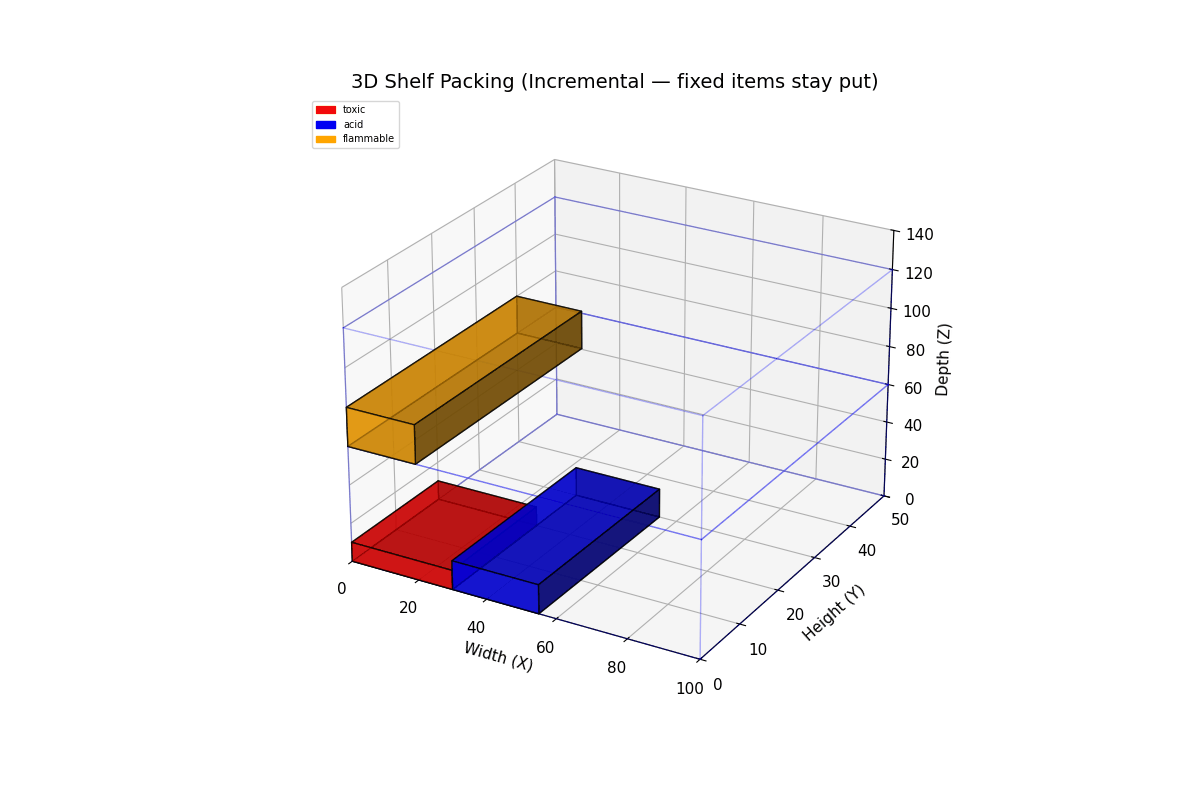 3D Shelf Packing (Incremental — fixed items stay put)
toxic
acid
flammable
140
120
100
80
60
40
20
0
Depth (Z)
50
40
30
20
10
0
Height (Y)
0
20
40
60
80
100
Width (X)